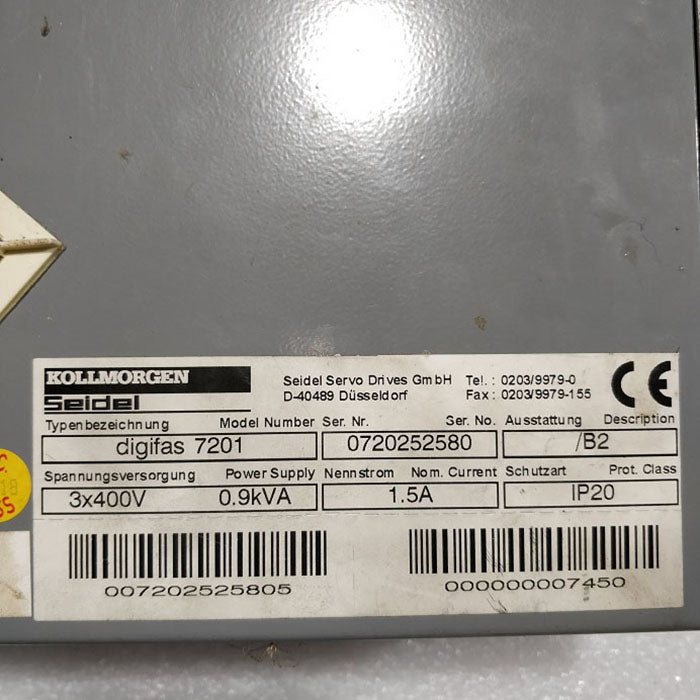 KOLLMORGEN
Seidel
Seidel Servo Drives GmbH Tel.: 0203/9979-0
D-40489 Düsseldorf Fax: 0203/9979-155
CE
Typenbezeichnung Model Number Ser. Nr. Ser. No. Ausstattung Description
digifas 7201 0720252580 /B2
Spannungsversorgung Power Supply Nennstrom Nom. Current Schutzart Prot. Class
3x400V 0.9kVA 1.5A IP20
007202525805 000000007450